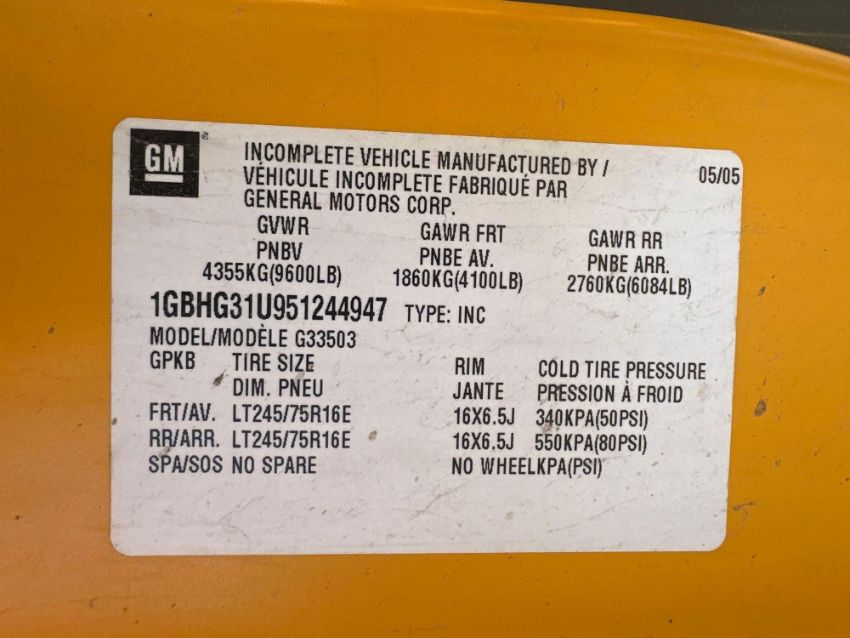 GM
INCOMPLETE VEHICLE MANUFACTURED BY /
VÉHICULE INCOMPLETE FABRIQUÉ PAR
GENERAL MOTORS CORP.
05/05
GVWR GAWR FRT GAWR RR
PNBV PNBE AV. PNBE ARR.
4355KG(9600LB) 1860KG(4100LB) 2760KG(6084LB)
1GBHG31U951244947 TYPE: INC
MODEL/MODÈLE G33503
GPKB TIRE SIZE RIM COLD TIRE PRESSURE
DIM. PNEU JANTE PRESSION À FROID
FRT/AV. LT245/75R16E 16X6.5J 340KPA(50PSI)
RR/ARR. LT245/75R16E 16X6.5J 550KPA(80PSI)
SPA/SOS NO SPARE NO WHEELKPA(PSI)